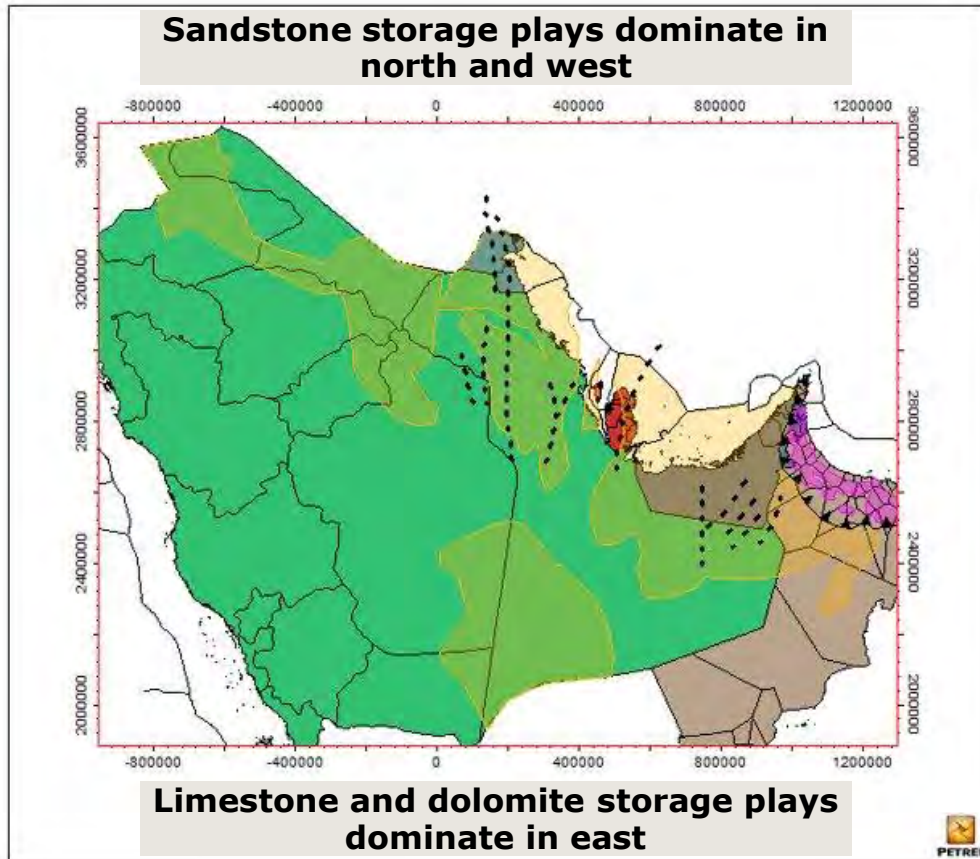 Sandstone storage plays dominate in
north and west
-800000 -400000 0 400000 800000 1200000
3600000 3600000
3200000 3200000
2800000 2800000
2400000 2400000
2000000 2000000
-800000 -400000 0 400000 800000 1200000
Limestone and dolomite storage plays
dominate in east
PETREL